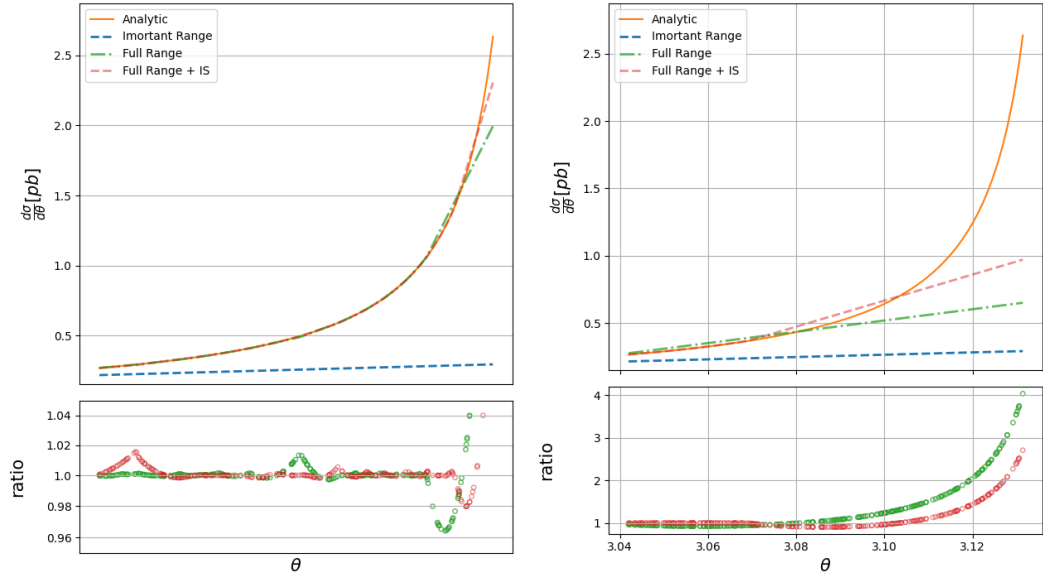 Analytic
Imortant Range
Full Range
Full Range + IS
2.5
2.0
1.5
1.0
0.5
dσ/dθ [pb]
1.04
1.02
1.00
0.98
0.96
ratio
θ
Analytic
Imortant Range
Full Range
Full Range + IS
2.5
2.0
1.5
1.0
0.5
dσ/dθ [pb]
4
3
2
1
ratio
3.04 3.06 3.08 3.10 3.12
θ